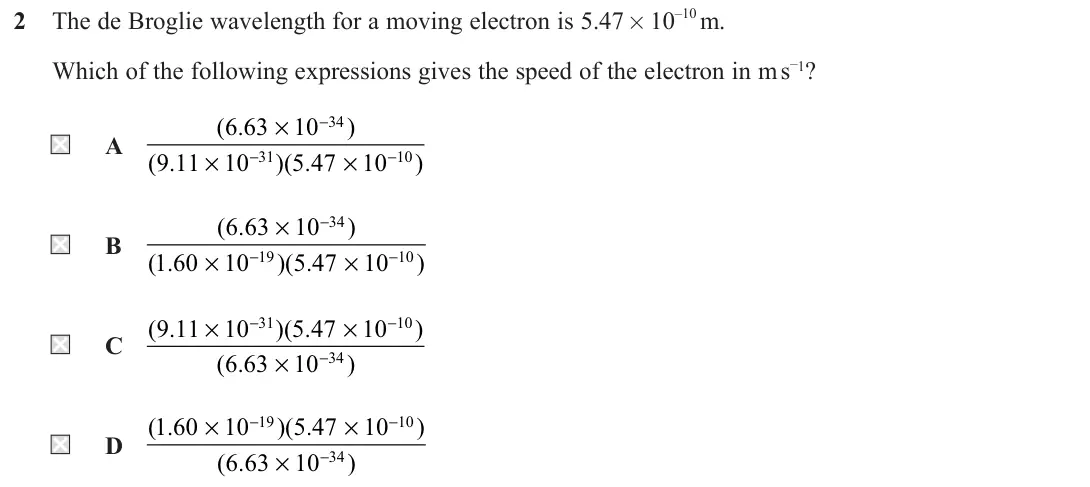 2 The de Broglie wavelength for a moving electron is 5.47 × 10⁻¹⁰ m.
Which of the following expressions gives the speed of the electron in m s⁻¹?
A (6.63 × 10⁻³⁴)
(9.11 × 10⁻³¹)(5.47 × 10⁻¹⁰)
B (6.63 × 10⁻³⁴)
(1.60 × 10⁻¹⁹)(5.47 × 10⁻¹⁰)
C (9.11 × 10⁻³¹)(5.47 × 10⁻¹⁰)
(6.63 × 10⁻³⁴)
D (1.60 × 10⁻¹⁹)(5.47 × 10⁻¹⁰)
(6.63 × 10⁻³⁴)